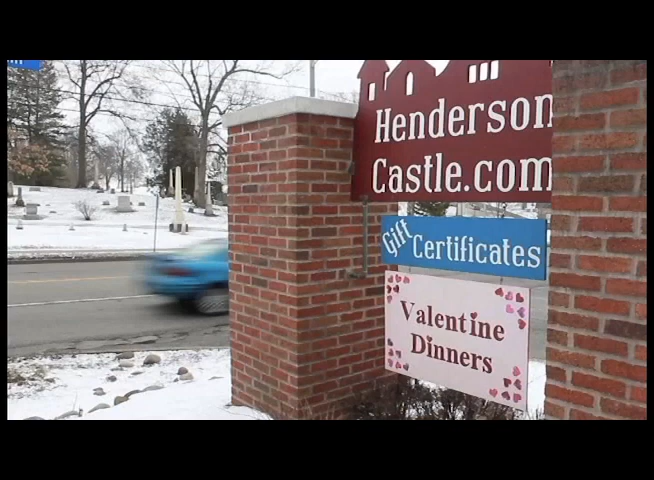 Henderson
Castle.com
Gift Certificates
Valentine
Dinners